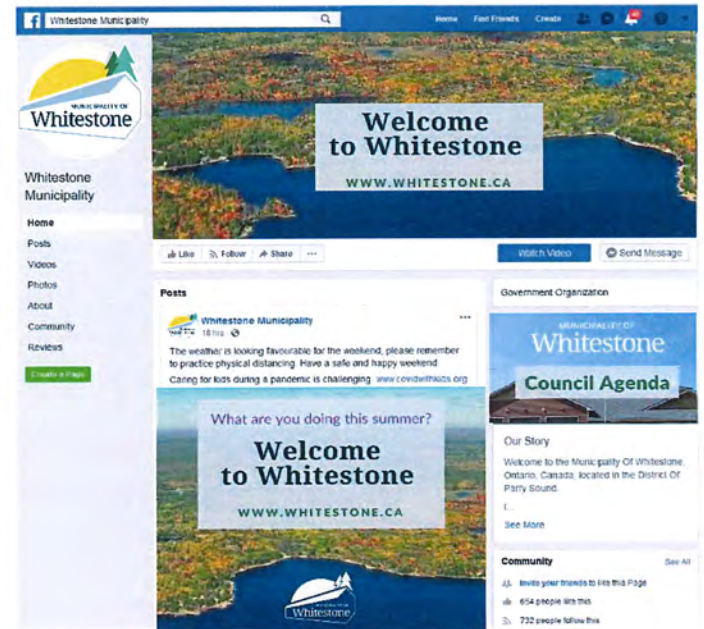 Whitestone Municipality
Home Find Friends Create
MUNICIPALITY OF
Whitestone
Welcome
to Whitestone
WWW.WHITESTONE.CA
Whitestone
Municipality
Home
Posts
Videos
Photos
About
Community
Reviews
Create a Page
Like Follow Share ...
Watch Video Send Message
Posts
Whitestone Municipality
18 hrs
The weather is looking favourable for the weekend, please remember
to practice physical distancing. Have a safe and happy weekend
Caring for kids during a pandemic is challenging www.covidwithkids.org
What are you doing this summer?
Welcome
to Whitestone
WWW.WHITESTONE.CA
Whitestone
Government Organization
MUNICIPALITY OF
Whitestone
Council Agenda
Our Story
Welcome to the Municipality Of Whitestone,
Ontario, Canada, located in the District Of
Parry Sound.
I...
See More
Community See All
Invite your friends to like this Page
654 people like this
732 people follow this